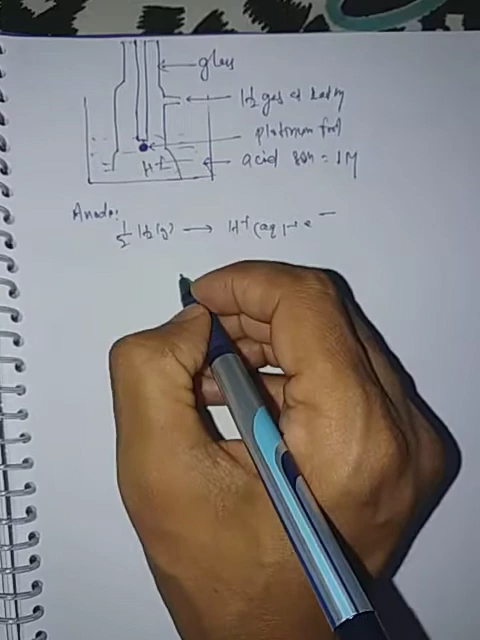 glass
H2 gas at 1 atm
platinum foil
H+
acid soln = 1M
Anode:
1/2 H2(g) → H+ (aq) + e−